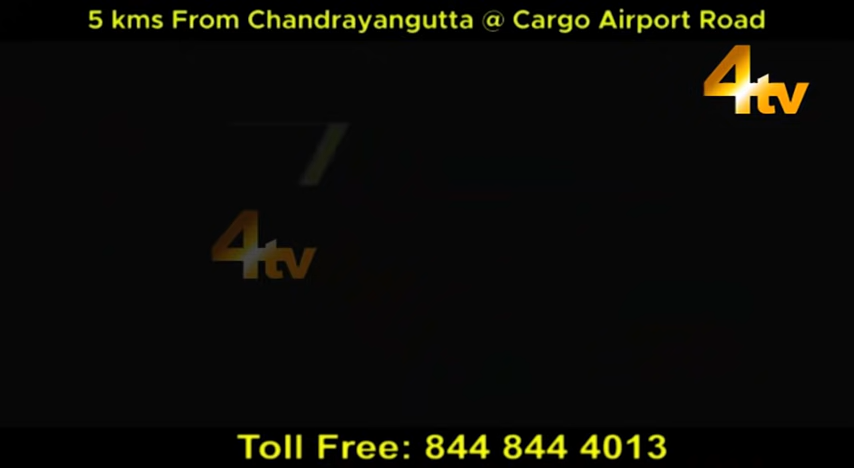 5 kms From Chandrayangutta @ Cargo Airport Road
4tv
4tv
Toll Free: 844 844 4013